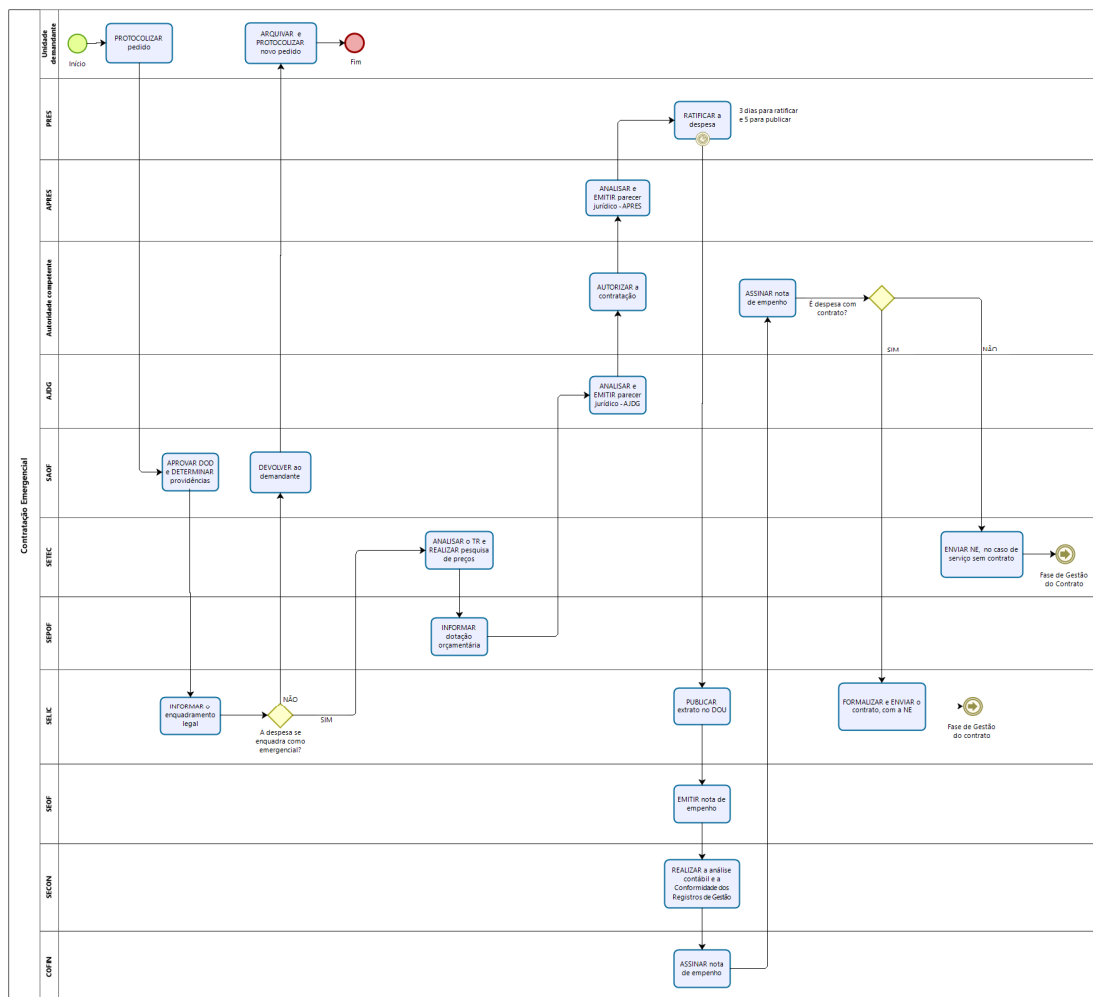 Contratação Emergencial
Unidade
demandante
Início
PROTOCOLIZAR
pedido
ARQUIVAR e
PROTOCOLIZAR
novo pedido
Fim
PRES
RATIFICAR a
despesa
3 dias para ratificar
e 5 para publicar
APRES
ANALISAR e
EMITIR parecer
jurídico - APRES
Autoridade competente
AUTORIZAR a
contratação
ASSINAR nota
de empenho
É despesa com
contrato?
SIM
NÃO
AJDG
ANALISAR e
EMITIR parecer
jurídico - AJDG
SAOF
APROVAR DOD
e DETERMINAR
providências
DEVOLVER ao
demandante
SETEC
ANALISAR o TR e
REALIZAR pesquisa
de preços
ENVIAR NE, no caso de
serviço sem contrato
Fase de Gestão
do Contrato
SEPOF
INFORMAR
dotação
orçamentária
SELIC
INFORMAR o
enquadramento
legal
NÃO
SIM
A despesa se
enquadra como
emergencial?
PUBLICAR
extrato no DOU
FORMALIZAR e ENVIAR o
contrato, com a NE
Fase de Gestão
do contrato
SEOF
EMITIR nota de
empenho
SECON
REALIZAR a análise
contábil e a
Conformidade dos
Registros de Gestão
COFIN
ASSINAR nota
de empenho